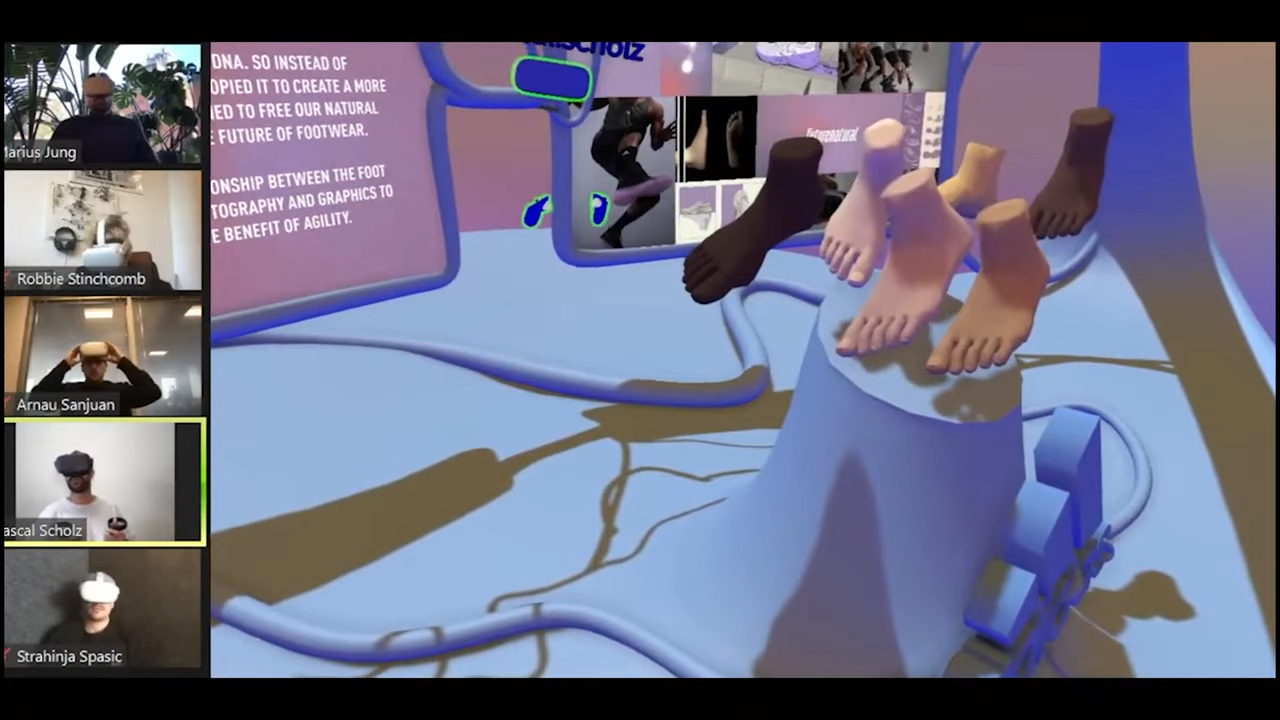 Marius Jung
Robbie Stinchcomb
Arnau Sanjuan
ascal Scholz
Strahinja Spasic
DNA. SO INSTEAD OF
OPIED IT TO CREATE A MORE
ED TO FREE OUR NATURAL
E FUTURE OF FOOTWEAR.
ONSHIP BETWEEN THE FOOT
TOGRAPHY AND GRAPHICS TO
E BENEFIT OF AGILITY.
scholz
Futurenatural